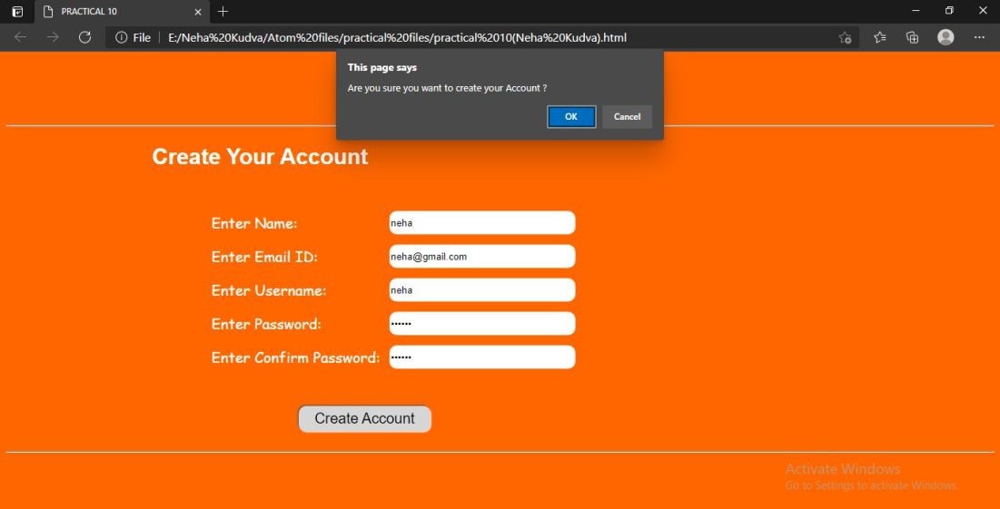 PRACTICAL 10
File E:/Neha%20Kudva/Atom%20files/practical%20files/practical%2010(Neha%20Kudva).html
This page says
Are you sure you want to create your Account ?
OK Cancel
Create Your Account
Enter Name: neha
Enter Email ID: neha@gmail.com
Enter Username: neha
Enter Password: ••••••
Enter Confirm Password: ••••••
Create Account
Activate Windows
Go to Settings to activate Windows.